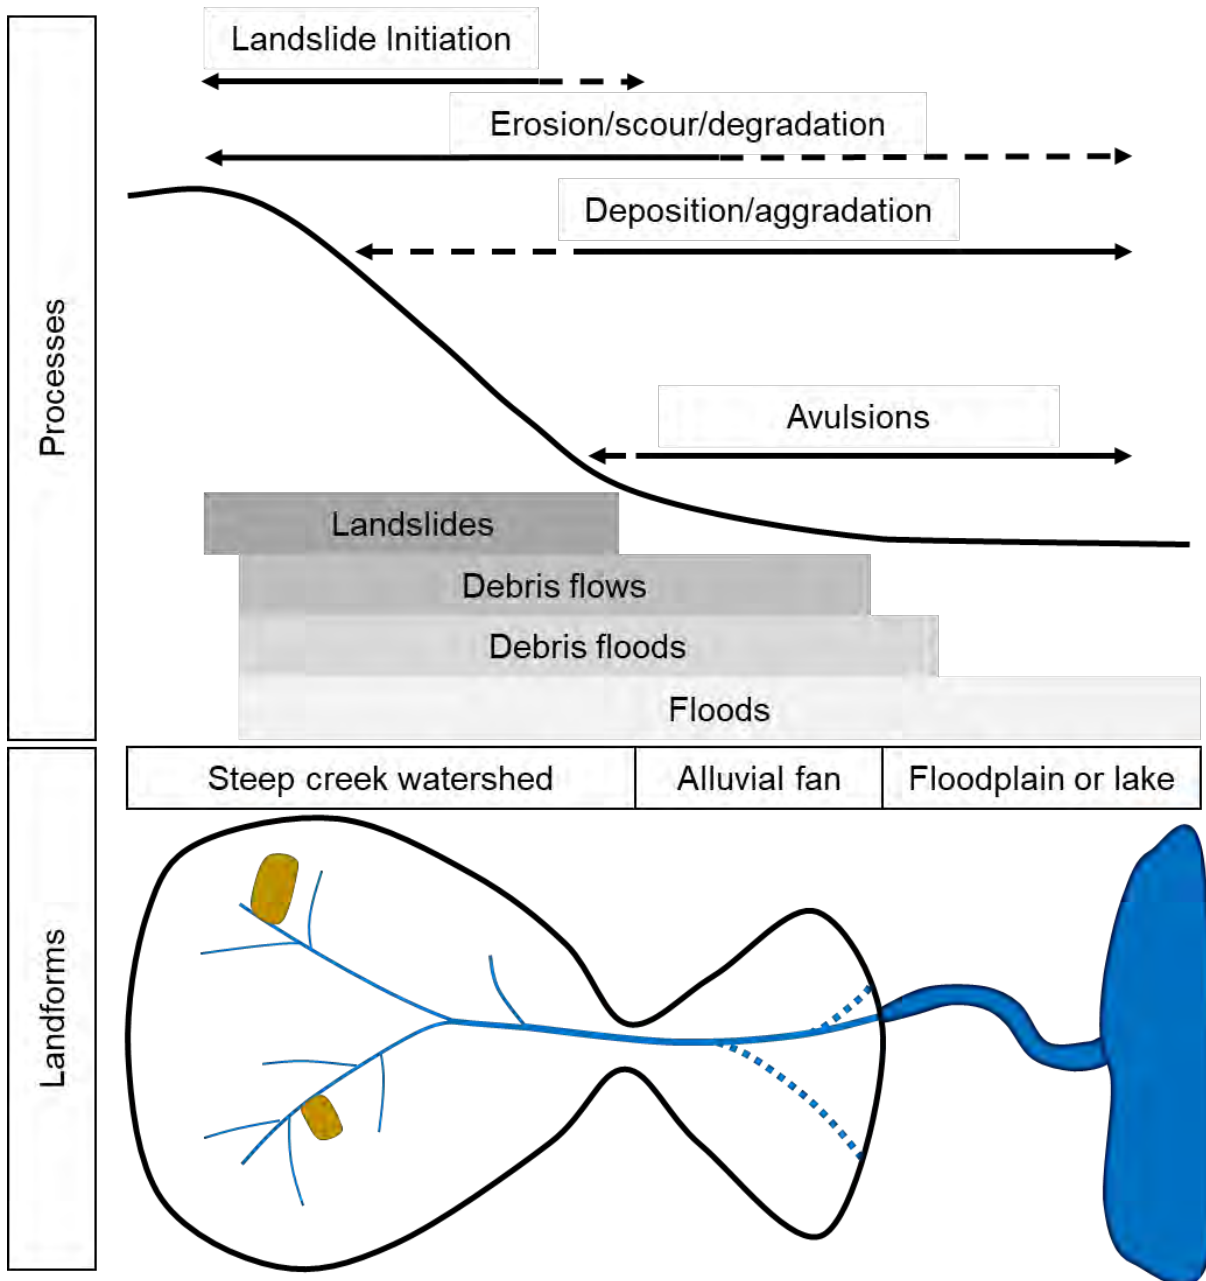 Processes
Landslide Initiation
Erosion/scour/degradation
Deposition/aggradation
Avulsions
Landslides
Debris flows
Debris floods
Floods
Landforms
Steep creek watershed
Alluvial fan
Floodplain or lake